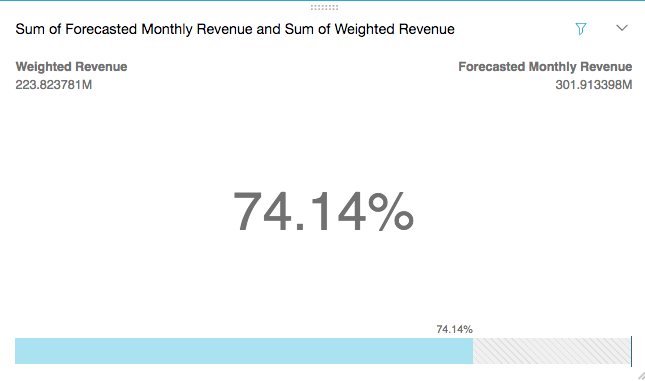 Sum of Forecasted Monthly Revenue and Sum of Weighted Revenue
Weighted Revenue
Forecasted Monthly Revenue
223.823781M
301.913398M
74.14%
74.14%